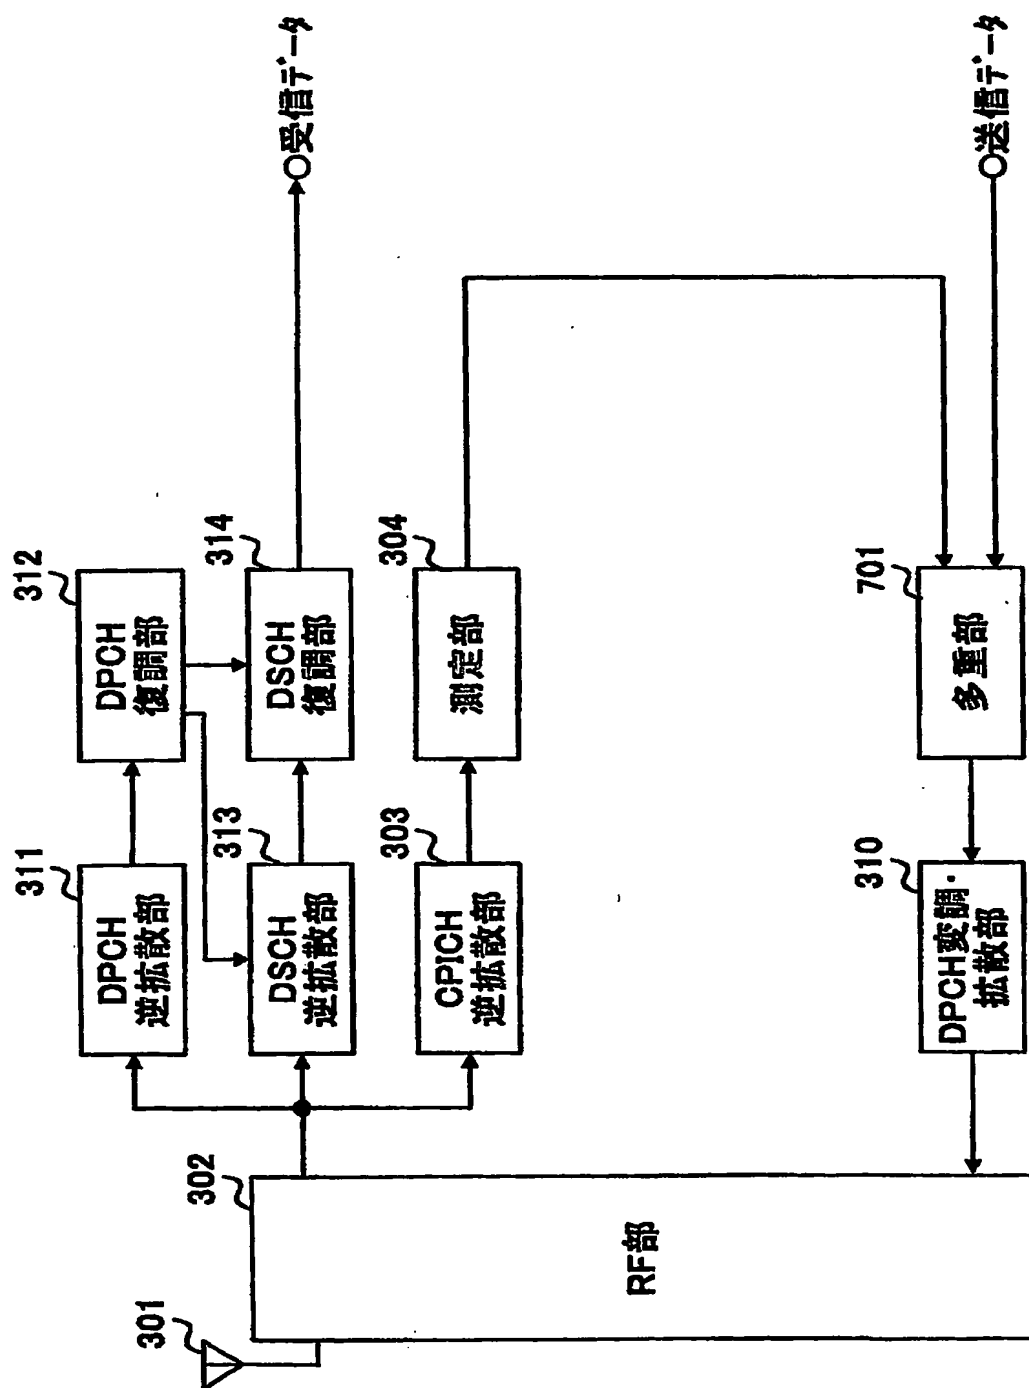 301
302
RF部
311
DPCH
逆拡散部
312
DPCH
復調部
313
DSCH
逆拡散部
314
DSCH
復調部
受信データ
303
CPICH
逆拡散部
304
測定部
310
DPCH変調・
拡散部
701
多重部
送信データ